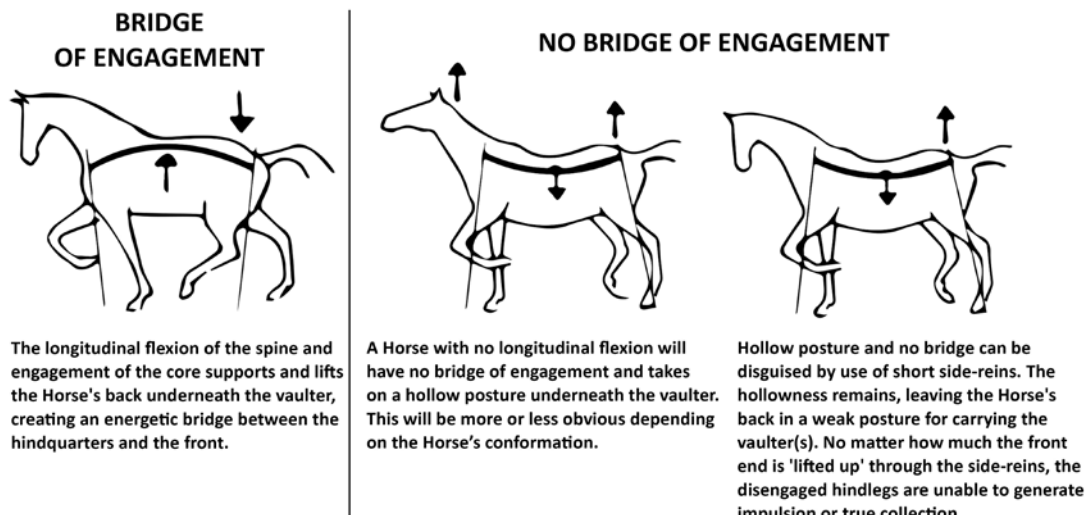 BRIDGE
OF ENGAGEMENT
The longitudinal flexion of the spine and
engagement of the core supports and lifts
the Horse's back underneath the vaulter,
creating an energetic bridge between the
hindquarters and the front.
NO BRIDGE OF ENGAGEMENT
A Horse with no longitudinal flexion will
have no bridge of engagement and takes
on a hollow posture underneath the vaulter.
This will be more or less obvious depending
on the Horse’s conformation.
Hollow posture and no bridge can be
disguised by use of short side-reins. The
hollowness remains, leaving the Horse's
back in a weak posture for carrying the
vaulter(s). No matter how much the front
end is 'lifted up' through the side-reins, the
disengaged hindlegs are unable to generate
impulsion or true collection